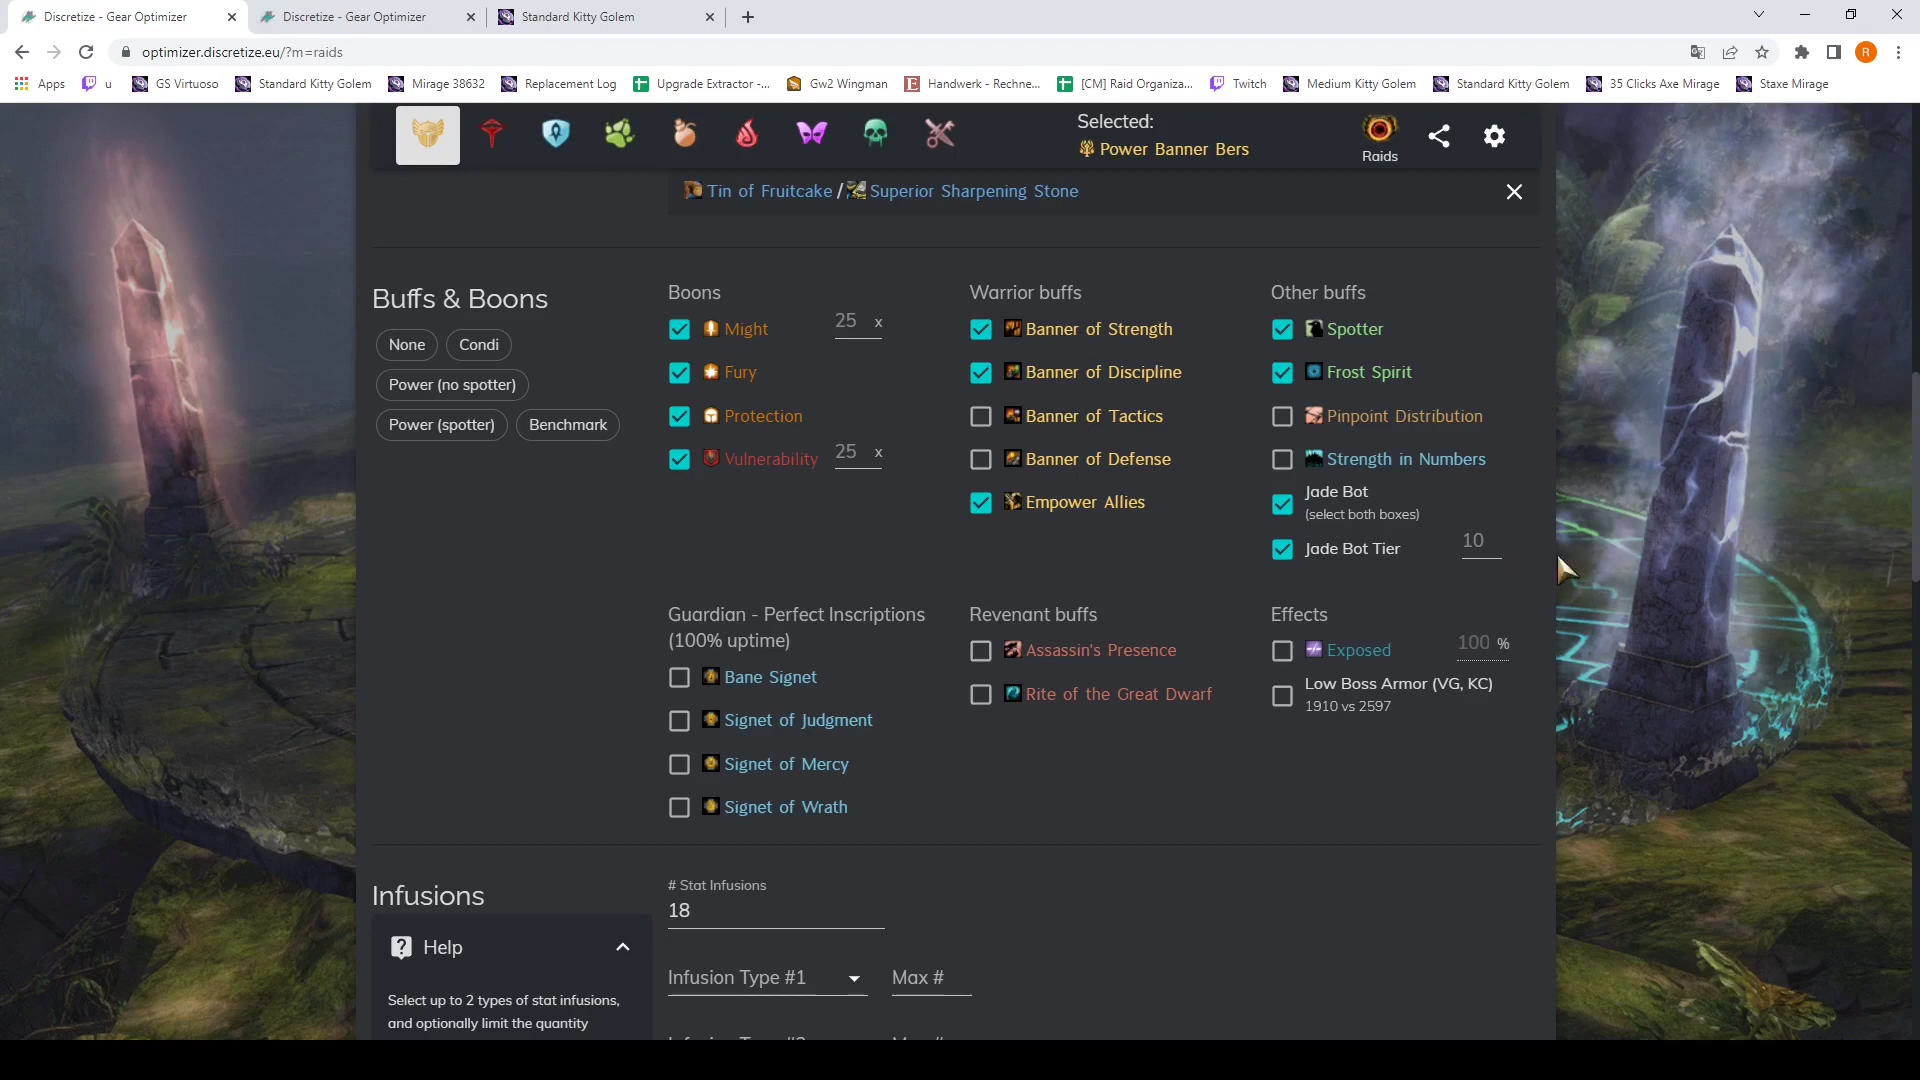 Discretize - Gear Optimizer
Discretize - Gear Optimizer
Standard Kitty Golem
optimizer.discretize.eu/?m=raids
R
Apps
u
GS Virtuoso
Standard Kitty Golem
Mirage 38632
Replacement Log
Upgrade Extractor -...
Gw2 Wingman
Handwerk - Rechne...
[CM] Raid Organiza...
Twitch
Medium Kitty Golem
Standard Kitty Golem
35 Clicks Axe Mirage
Staxe Mirage
Selected:
Power Banner Bers
Raids
Tin of Fruitcake / Superior Sharpening Stone
Buffs & Boons
None
Condi
Power (no spotter)
Power (spotter)
Benchmark
Boons
Might 25 x
Fury
Protection
Vulnerability 25 x
Warrior buffs
Banner of Strength
Banner of Discipline
Banner of Tactics
Banner of Defense
Empower Allies
Other buffs
Spotter
Frost Spirit
Pinpoint Distribution
Strength in Numbers
Jade Bot
(select both boxes)
Jade Bot Tier 10
Guardian - Perfect Inscriptions
(100% uptime)
Bane Signet
Signet of Judgment
Signet of Mercy
Signet of Wrath
Revenant buffs
Assassin's Presence
Rite of the Great Dwarf
Effects
Exposed 100 %
Low Boss Armor (VG, KC)
1910 vs 2597
Infusions
Help
Select up to 2 types of stat infusions,
and optionally limit the quantity
# Stat Infusions
18
Infusion Type #1
Max #